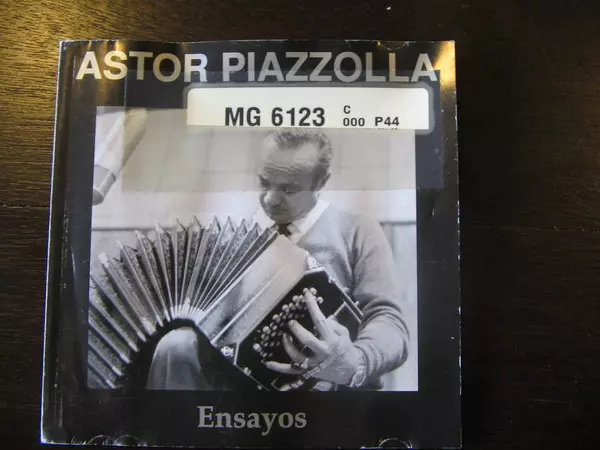 ASTOR PIAZZOLLA
MG 6123
C
000 P44
Ensayos